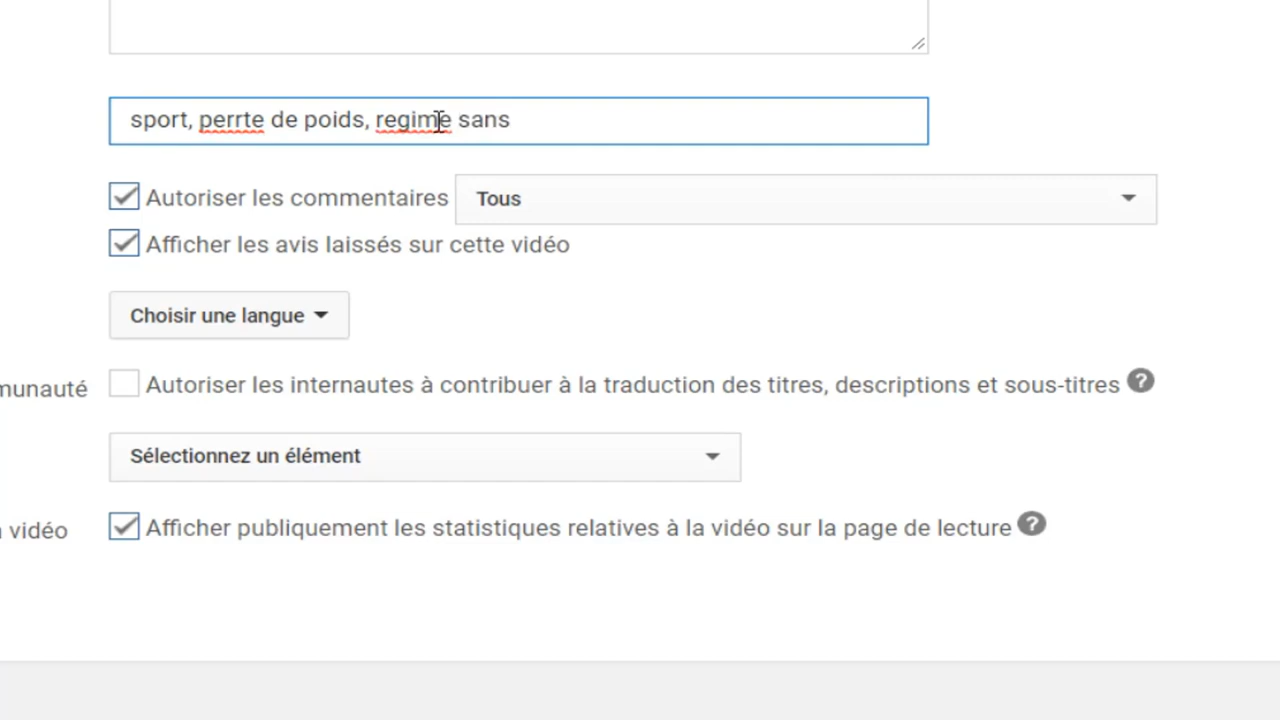 sport, perrte de poids, regime sans
Autoriser les commentaires Tous
Afficher les avis laissés sur cette vidéo
Choisir une langue
munauté Autoriser les internautes à contribuer à la traduction des titres, descriptions et sous-titres ?
Sélectionnez un élément
vidéo Afficher publiquement les statistiques relatives à la vidéo sur la page de lecture ?